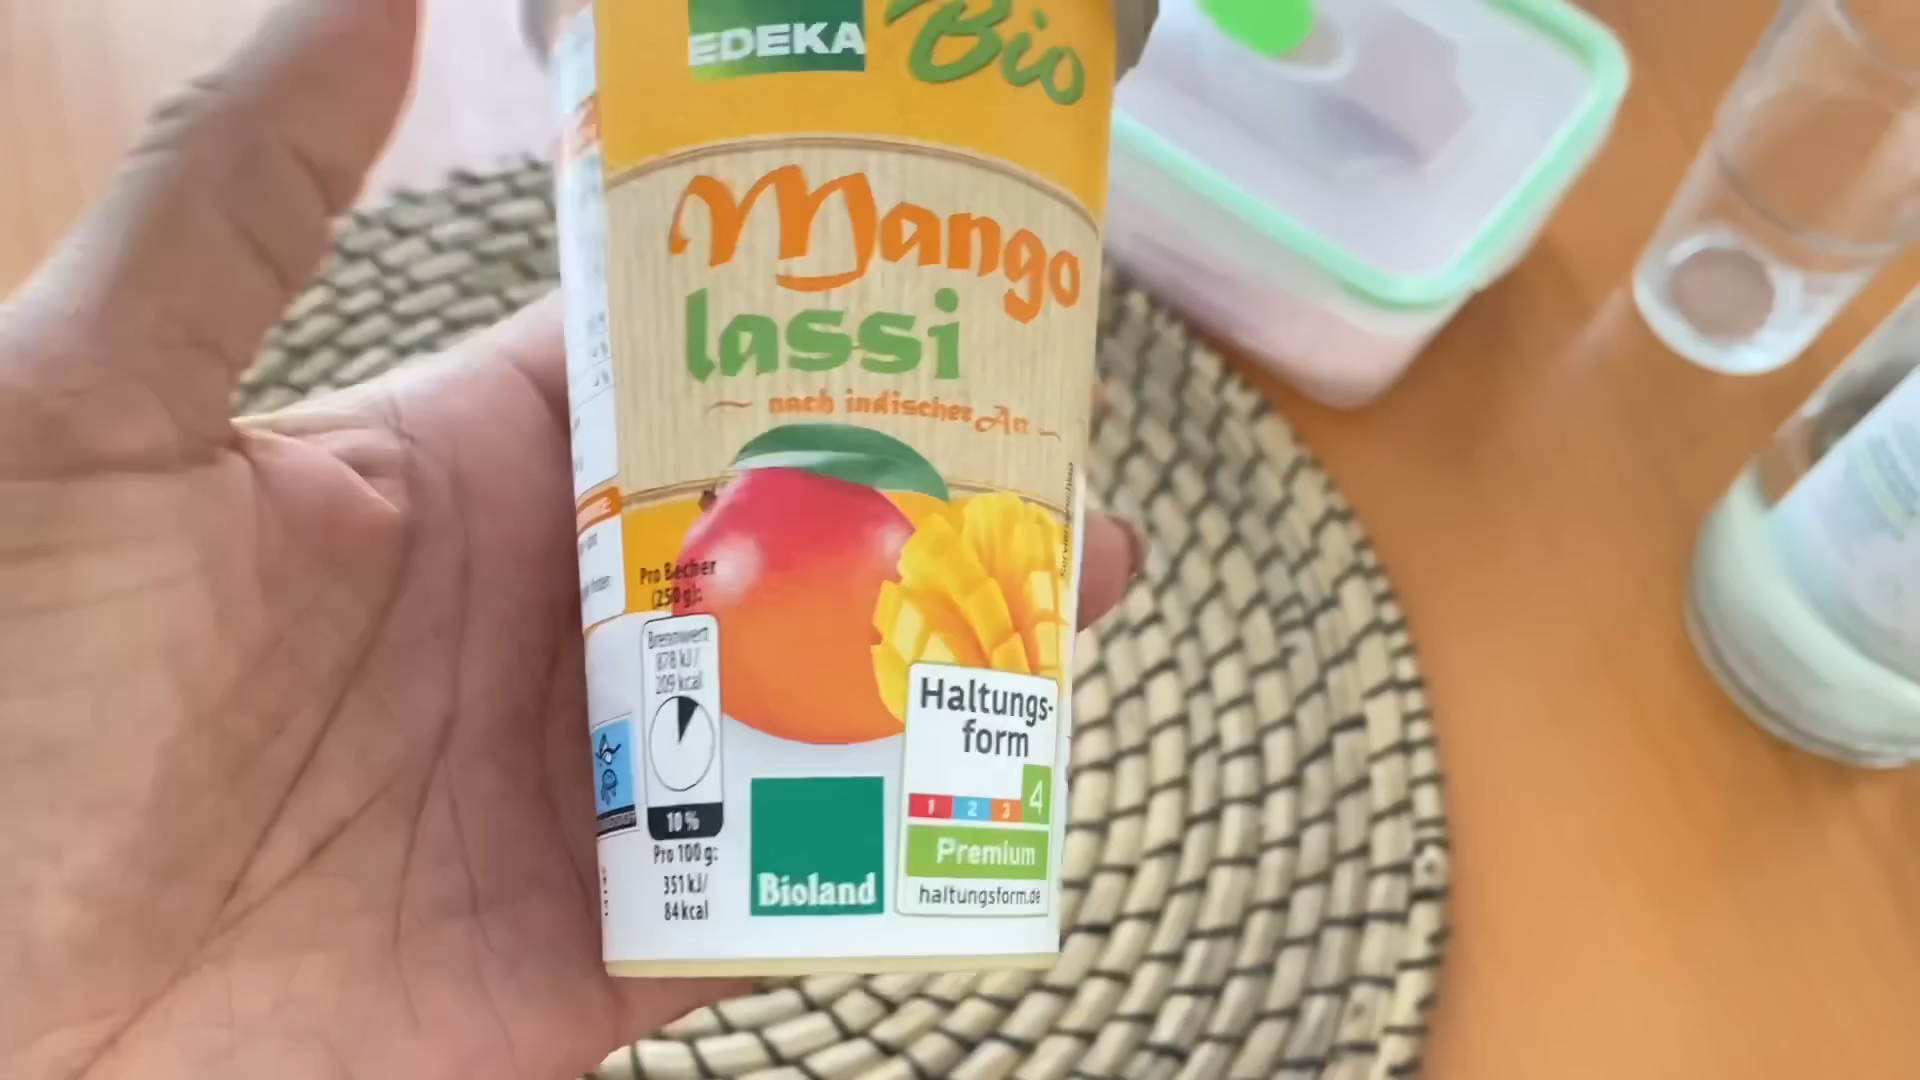 EDEKA
Bio
Mango
lassi
nach indischer Art
Pro Becher
(250 g):
Brennwert
878 kJ/
209 kcal
10 %
Pro 100 g:
351 kJ/
84 kcal
Bioland
Haltungs-
form
1 2 3 4
Premium
haltungsform.de